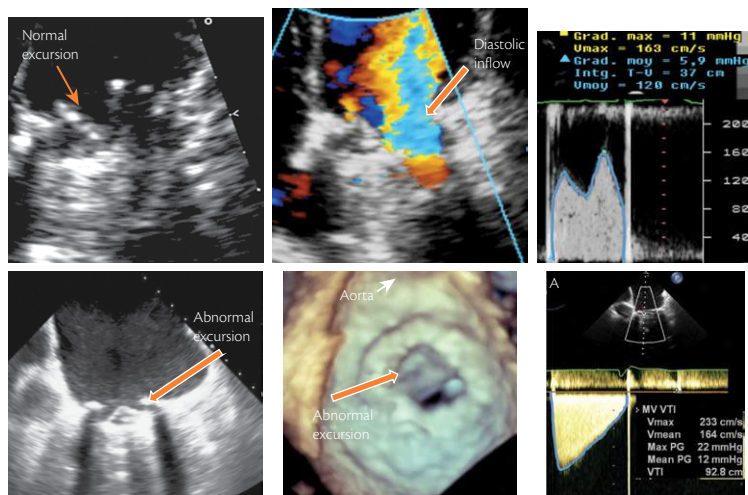 Normal
excursion
Diastolic
inflow
Grad. max = 11 mmHg
Vmax = 163 cm/s
Grad. moy = 5,9 mmHg
Intg. T-V = 37 cm
Vmoy = 120 cm/s
200
160
120
80
40
Abnormal
excursion
Aorta
Abnormal
excursion
A
MV VTI
Vmax 233 cm/s
Vmean 164 cm/s
Max PG 22 mmHg
Mean PG 12 mmHg
VTI 92.8 cm